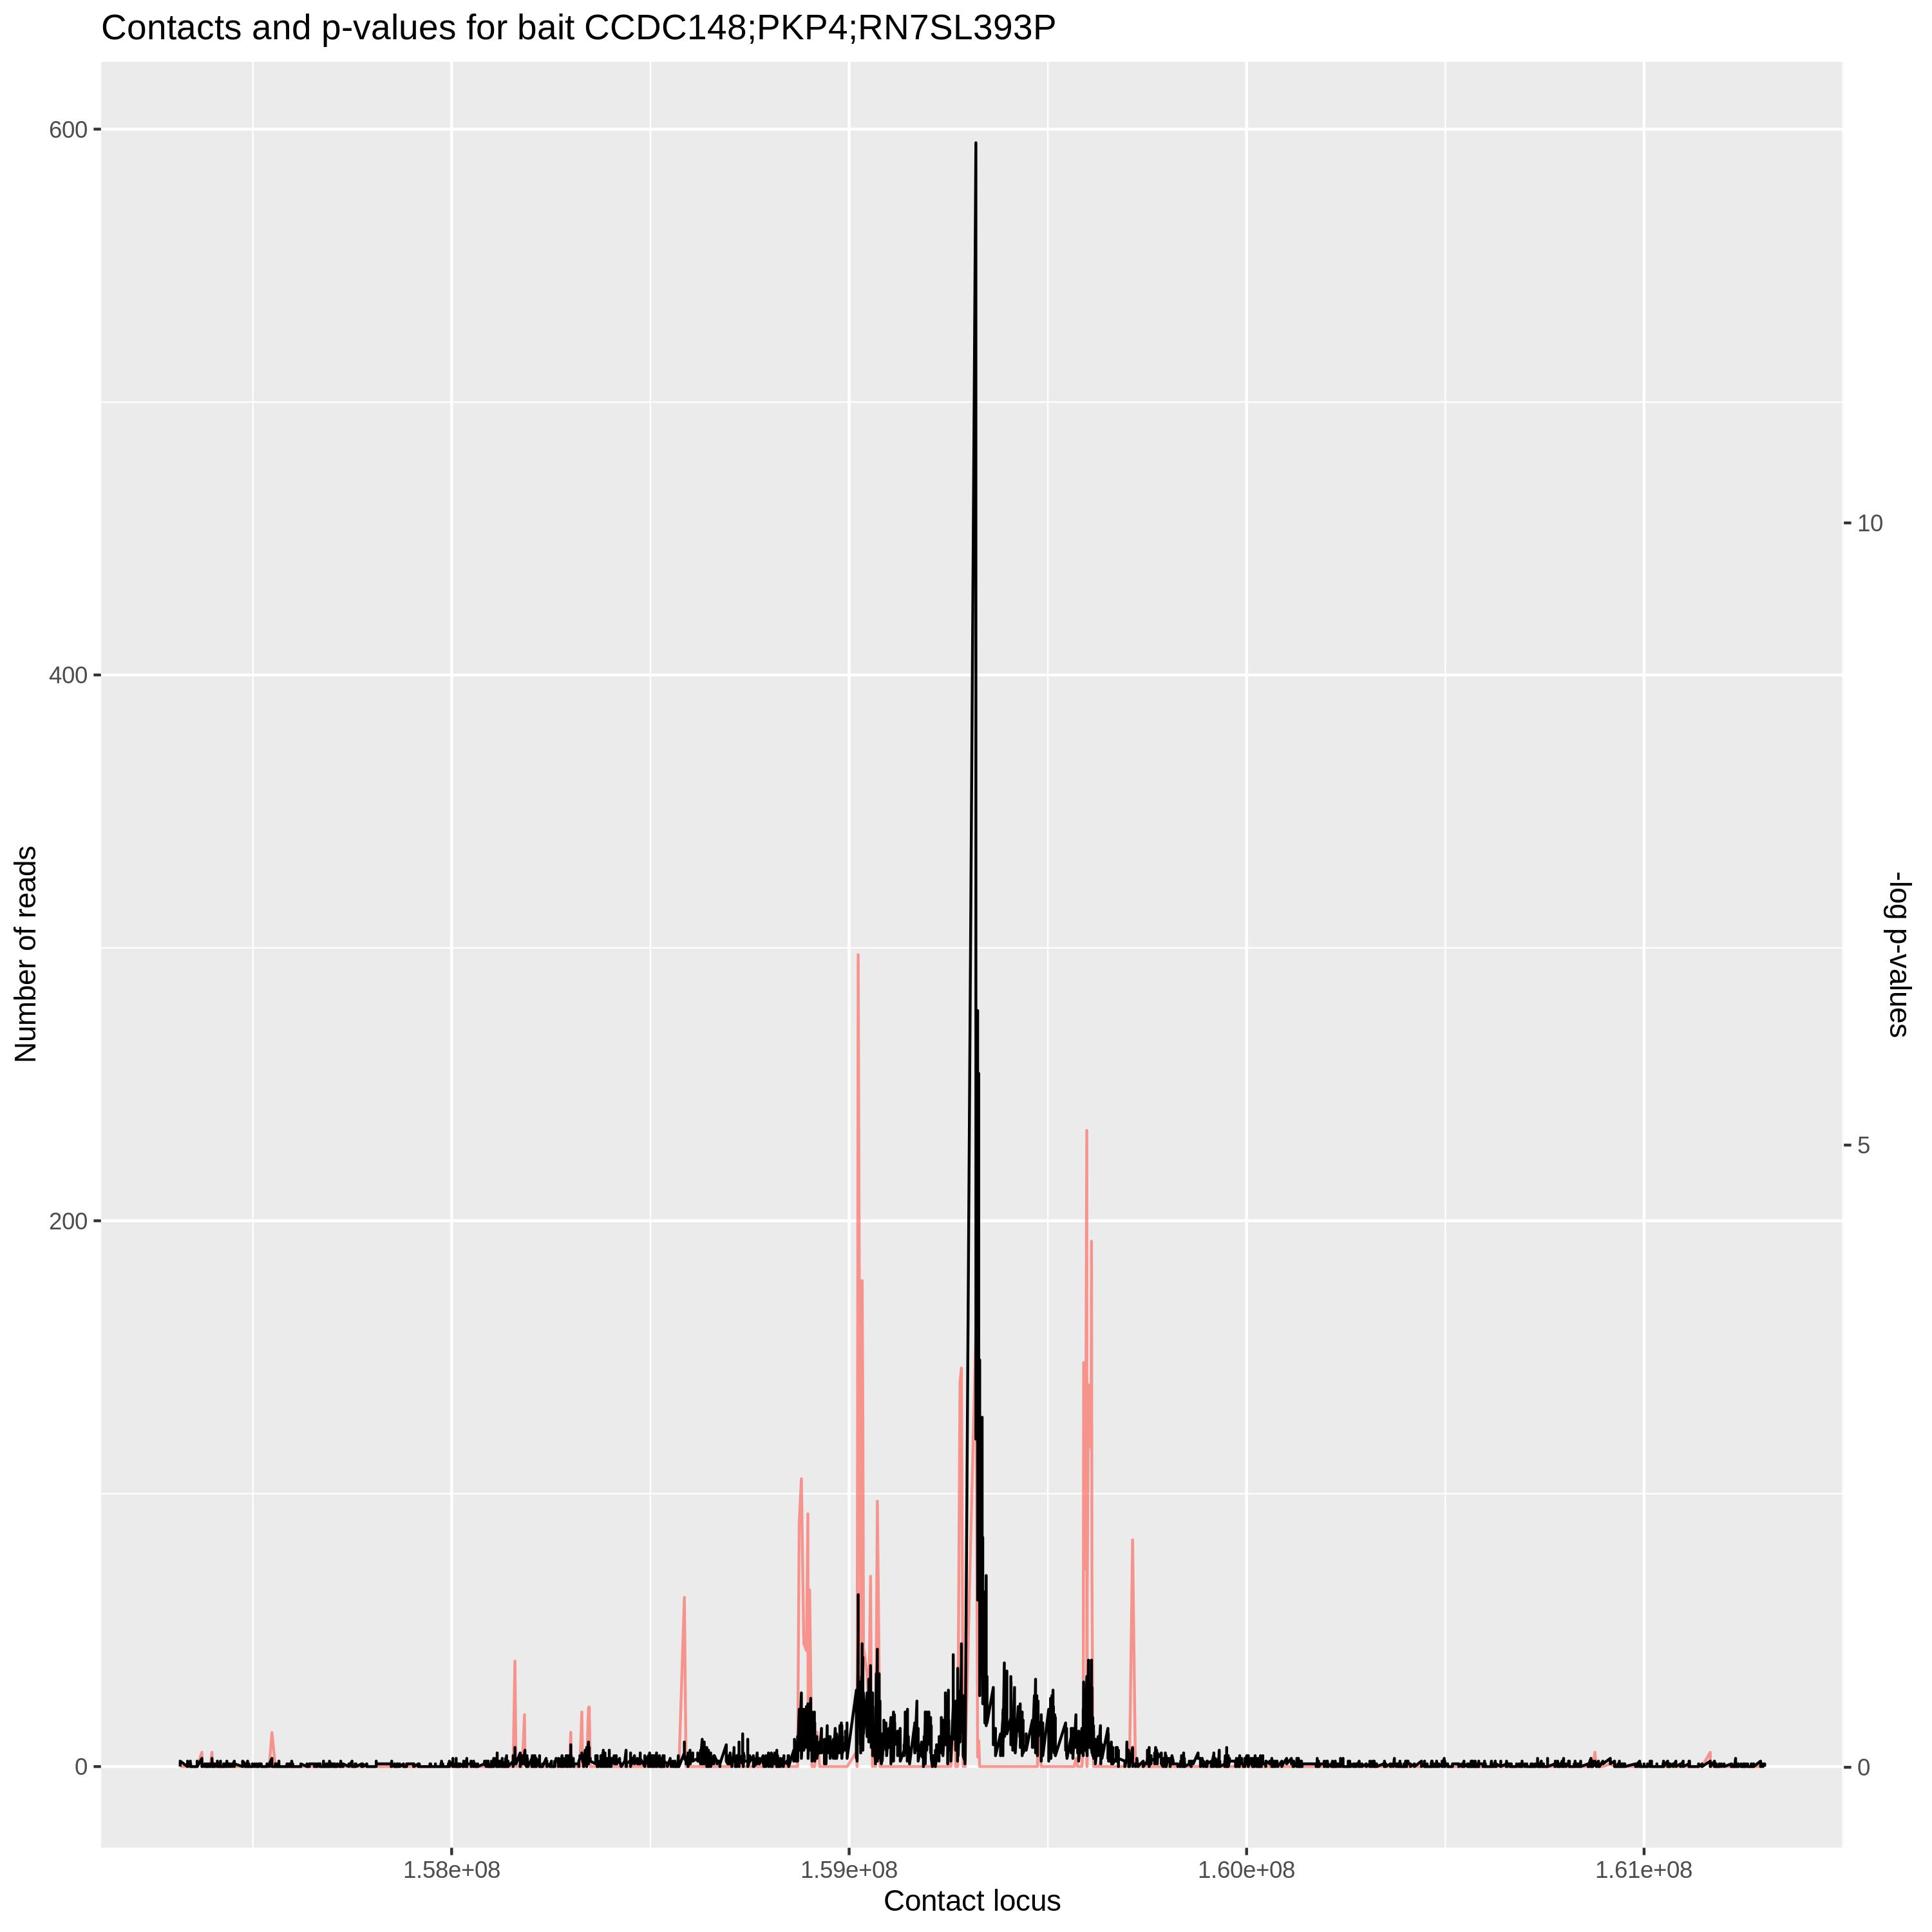 Contacts and p-values for bait CCDC148;PKP4;RN7SL393P
600
400
200
0
Number of reads
10
5
0
-log p-values
1.58e+08
1.59e+08
1.60e+08
1.61e+08
Contact locus